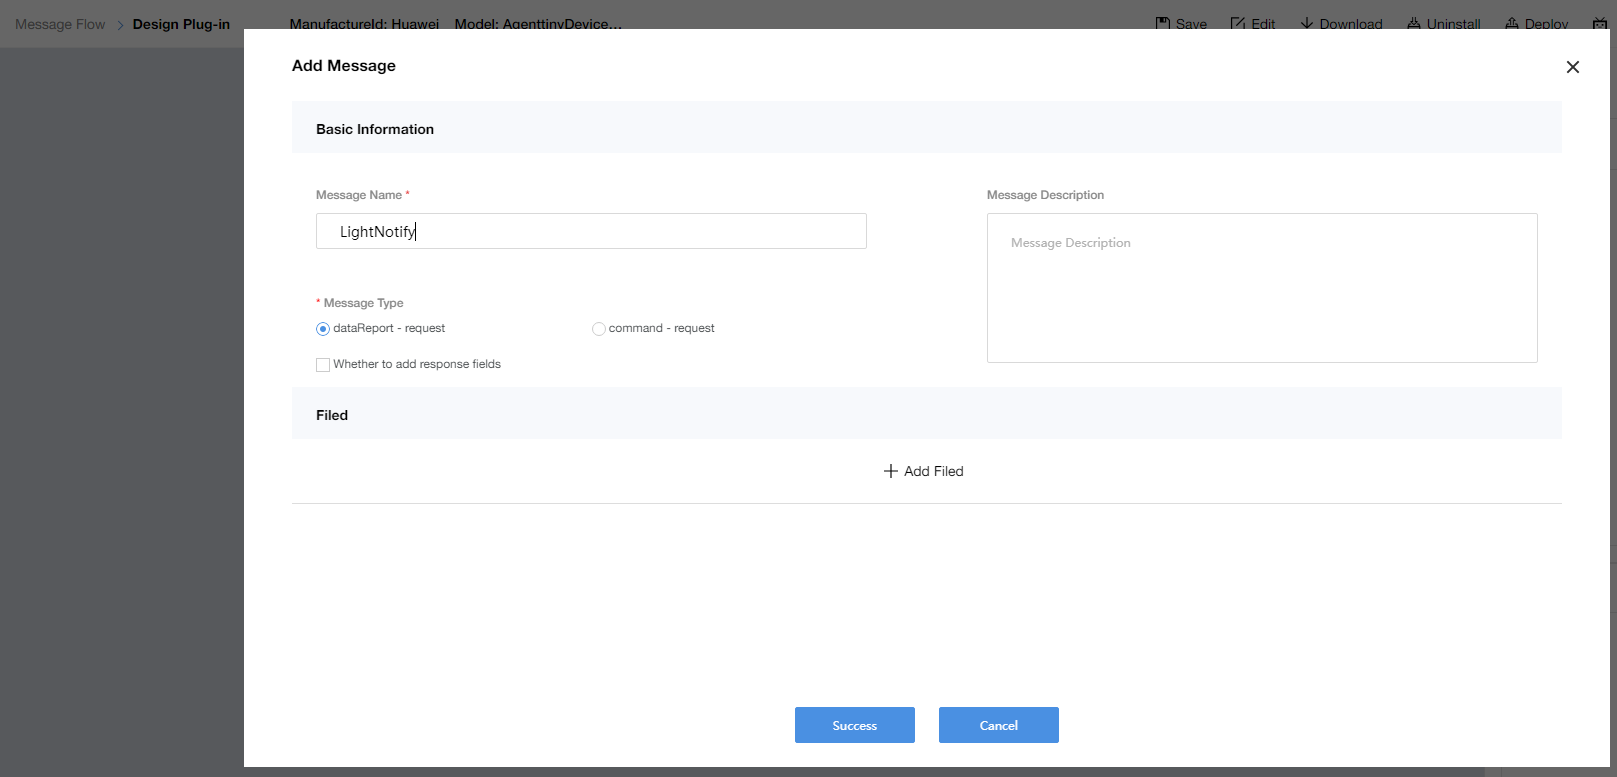 Message Flow > Design Plug-in ManufactureId: Huawei Model: AgenttinyDevice... Save Edit Download Uninstall Deploy
Add Message
Basic Information
Message Name * Message Description
LightNotify
Message Description
* Message Type
dataReport - request command - request
Whether to add response fields
Filed
Add Filed
Success Cancel